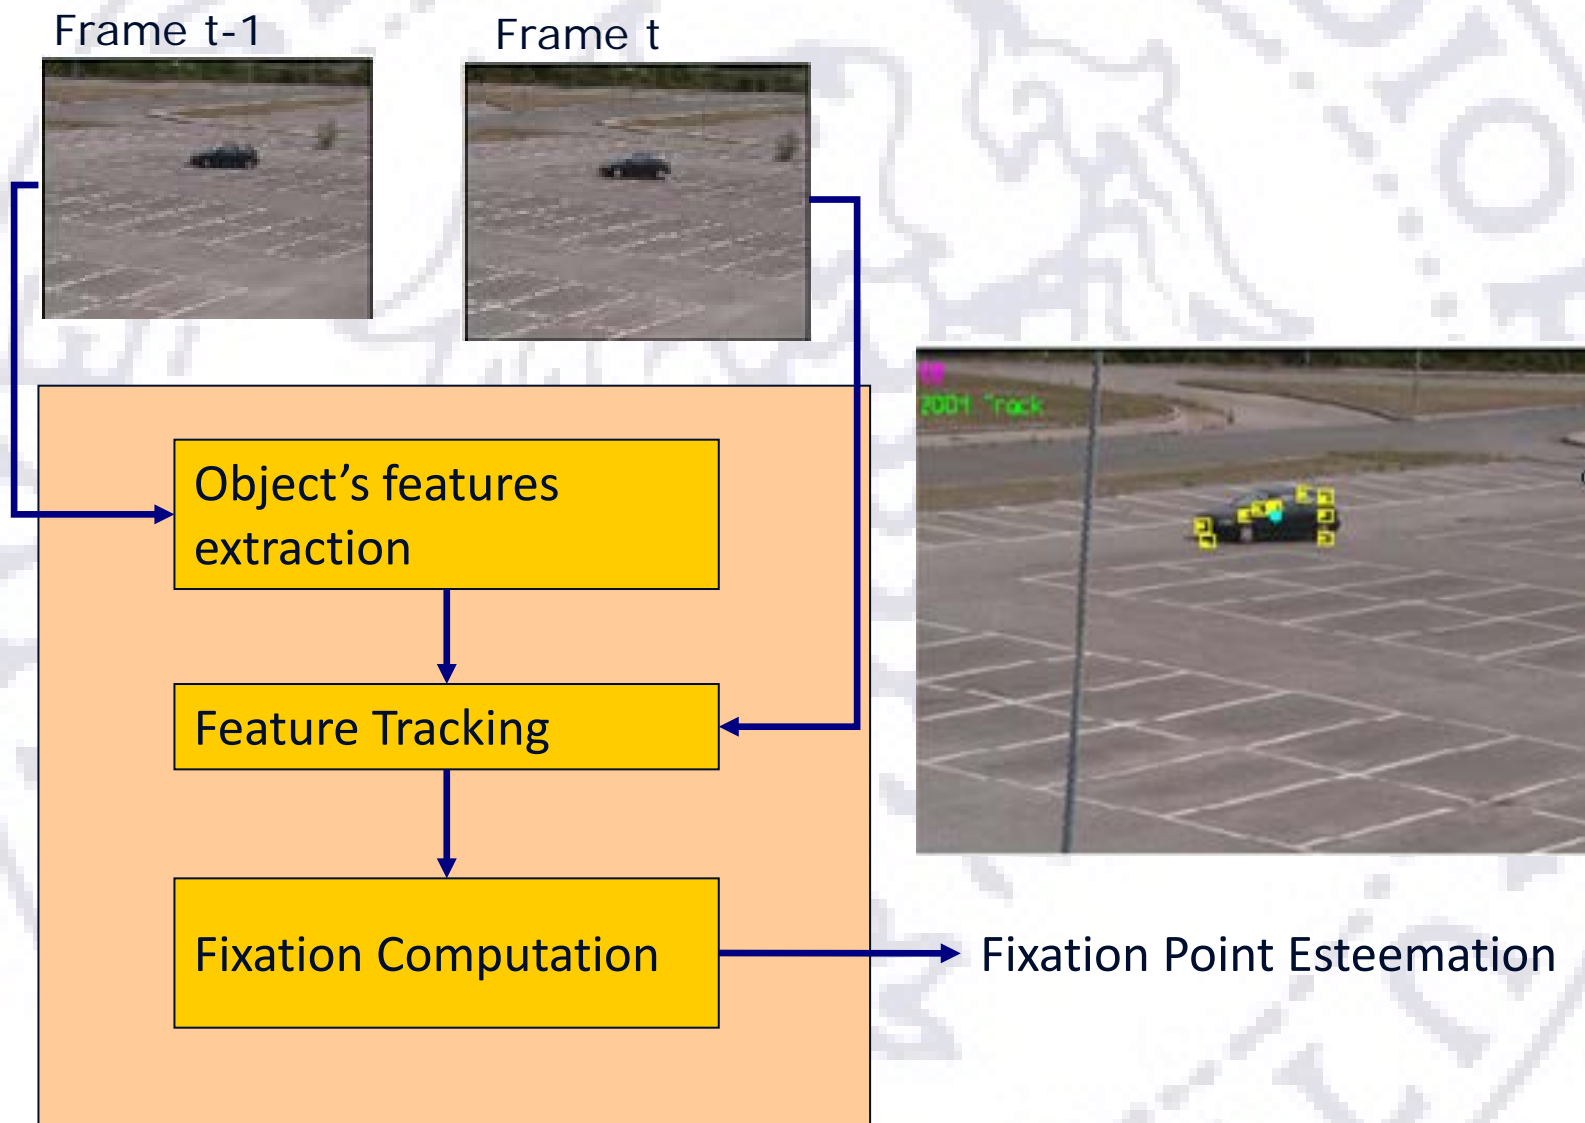 Frame t-1
Frame t
Object’s features
extraction
Feature Tracking
Fixation Computation
Fixation Point Esteemation